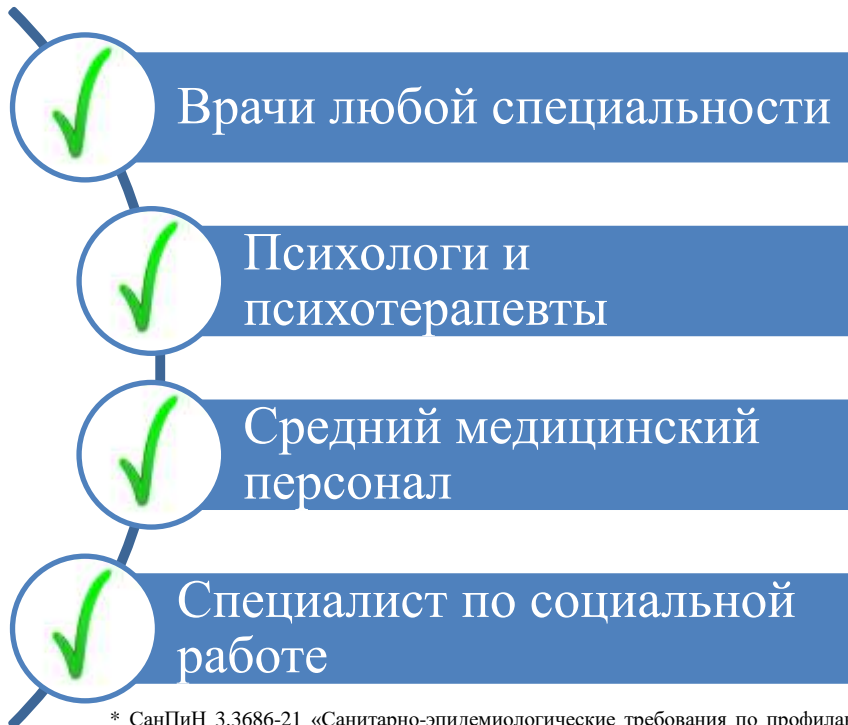 Врачи любой специальности
Психологи и
психотерапевты
Средний медицинский
персонал
Специалист по социальной
работе
* СанПиН 3.3686-21 «Санитарно-эпидемиологические требования по